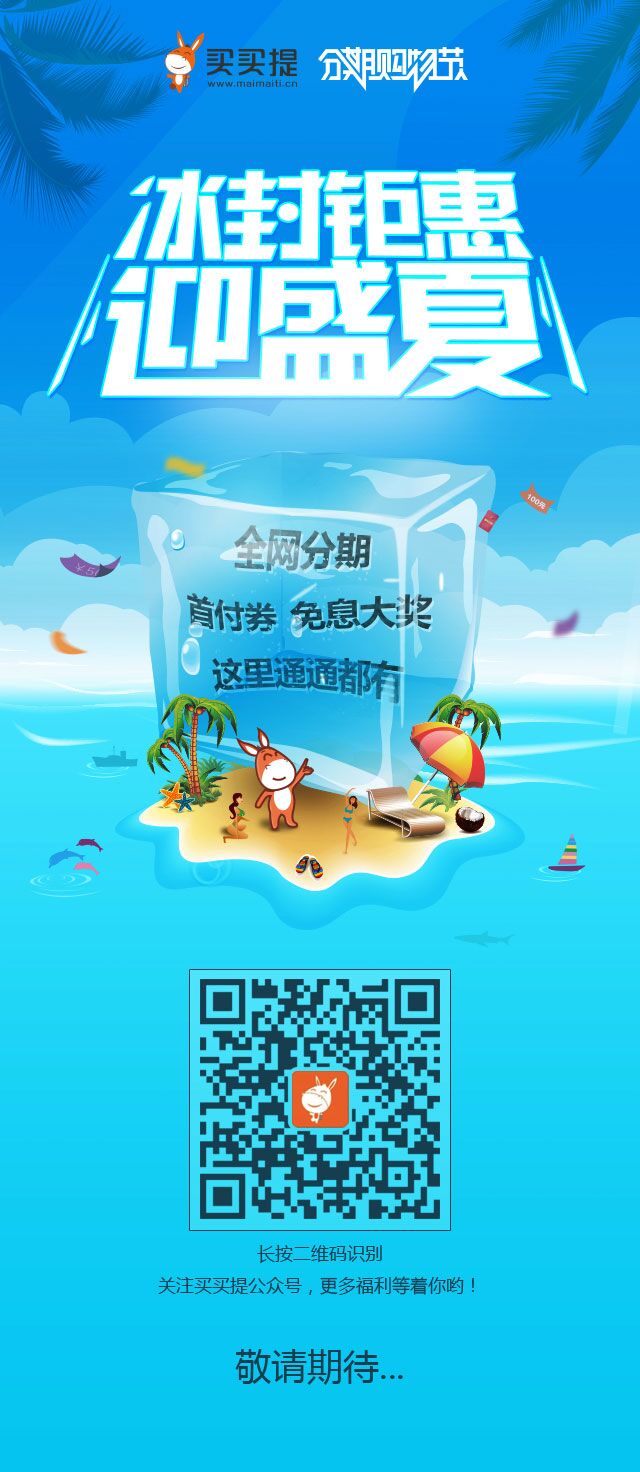 买买提 分期购物节
www.maimaiti.cn
冰封钜惠
迎盛夏
100元
全网分期
首付券 免息大奖
这里通通都有
长按二维码识别
关注买买提公众号，更多福利等着你哟！
敬请期待...